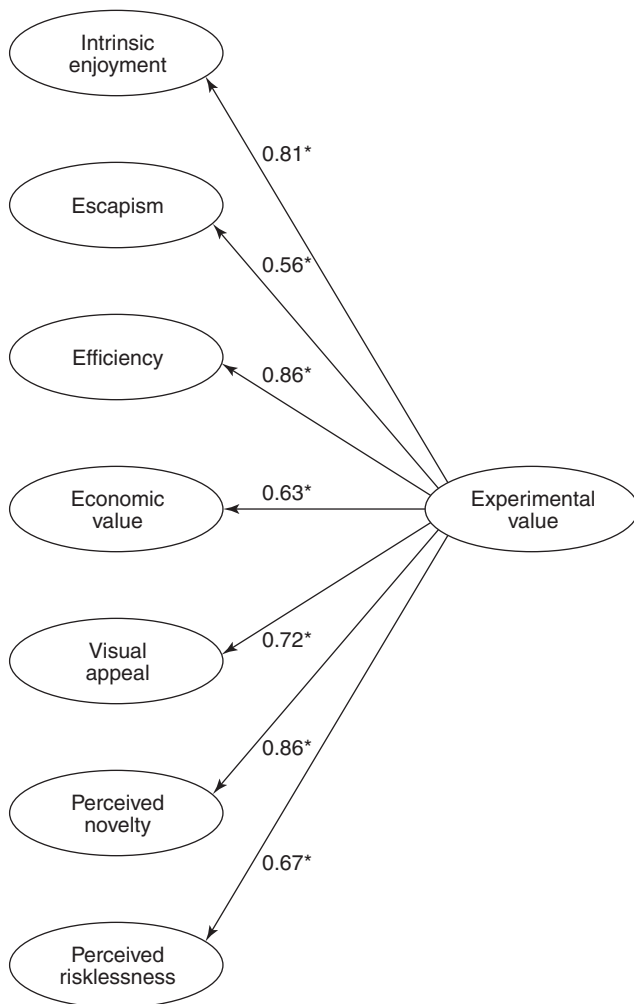 Intrinsic
enjoyment
0.81*
Escapism
0.56*
Efficiency
0.86*
Economic
value
0.63*
Experimental
value
Visual
appeal
0.72*
Perceived
novelty
0.86*
Perceived
risklessness
0.67*